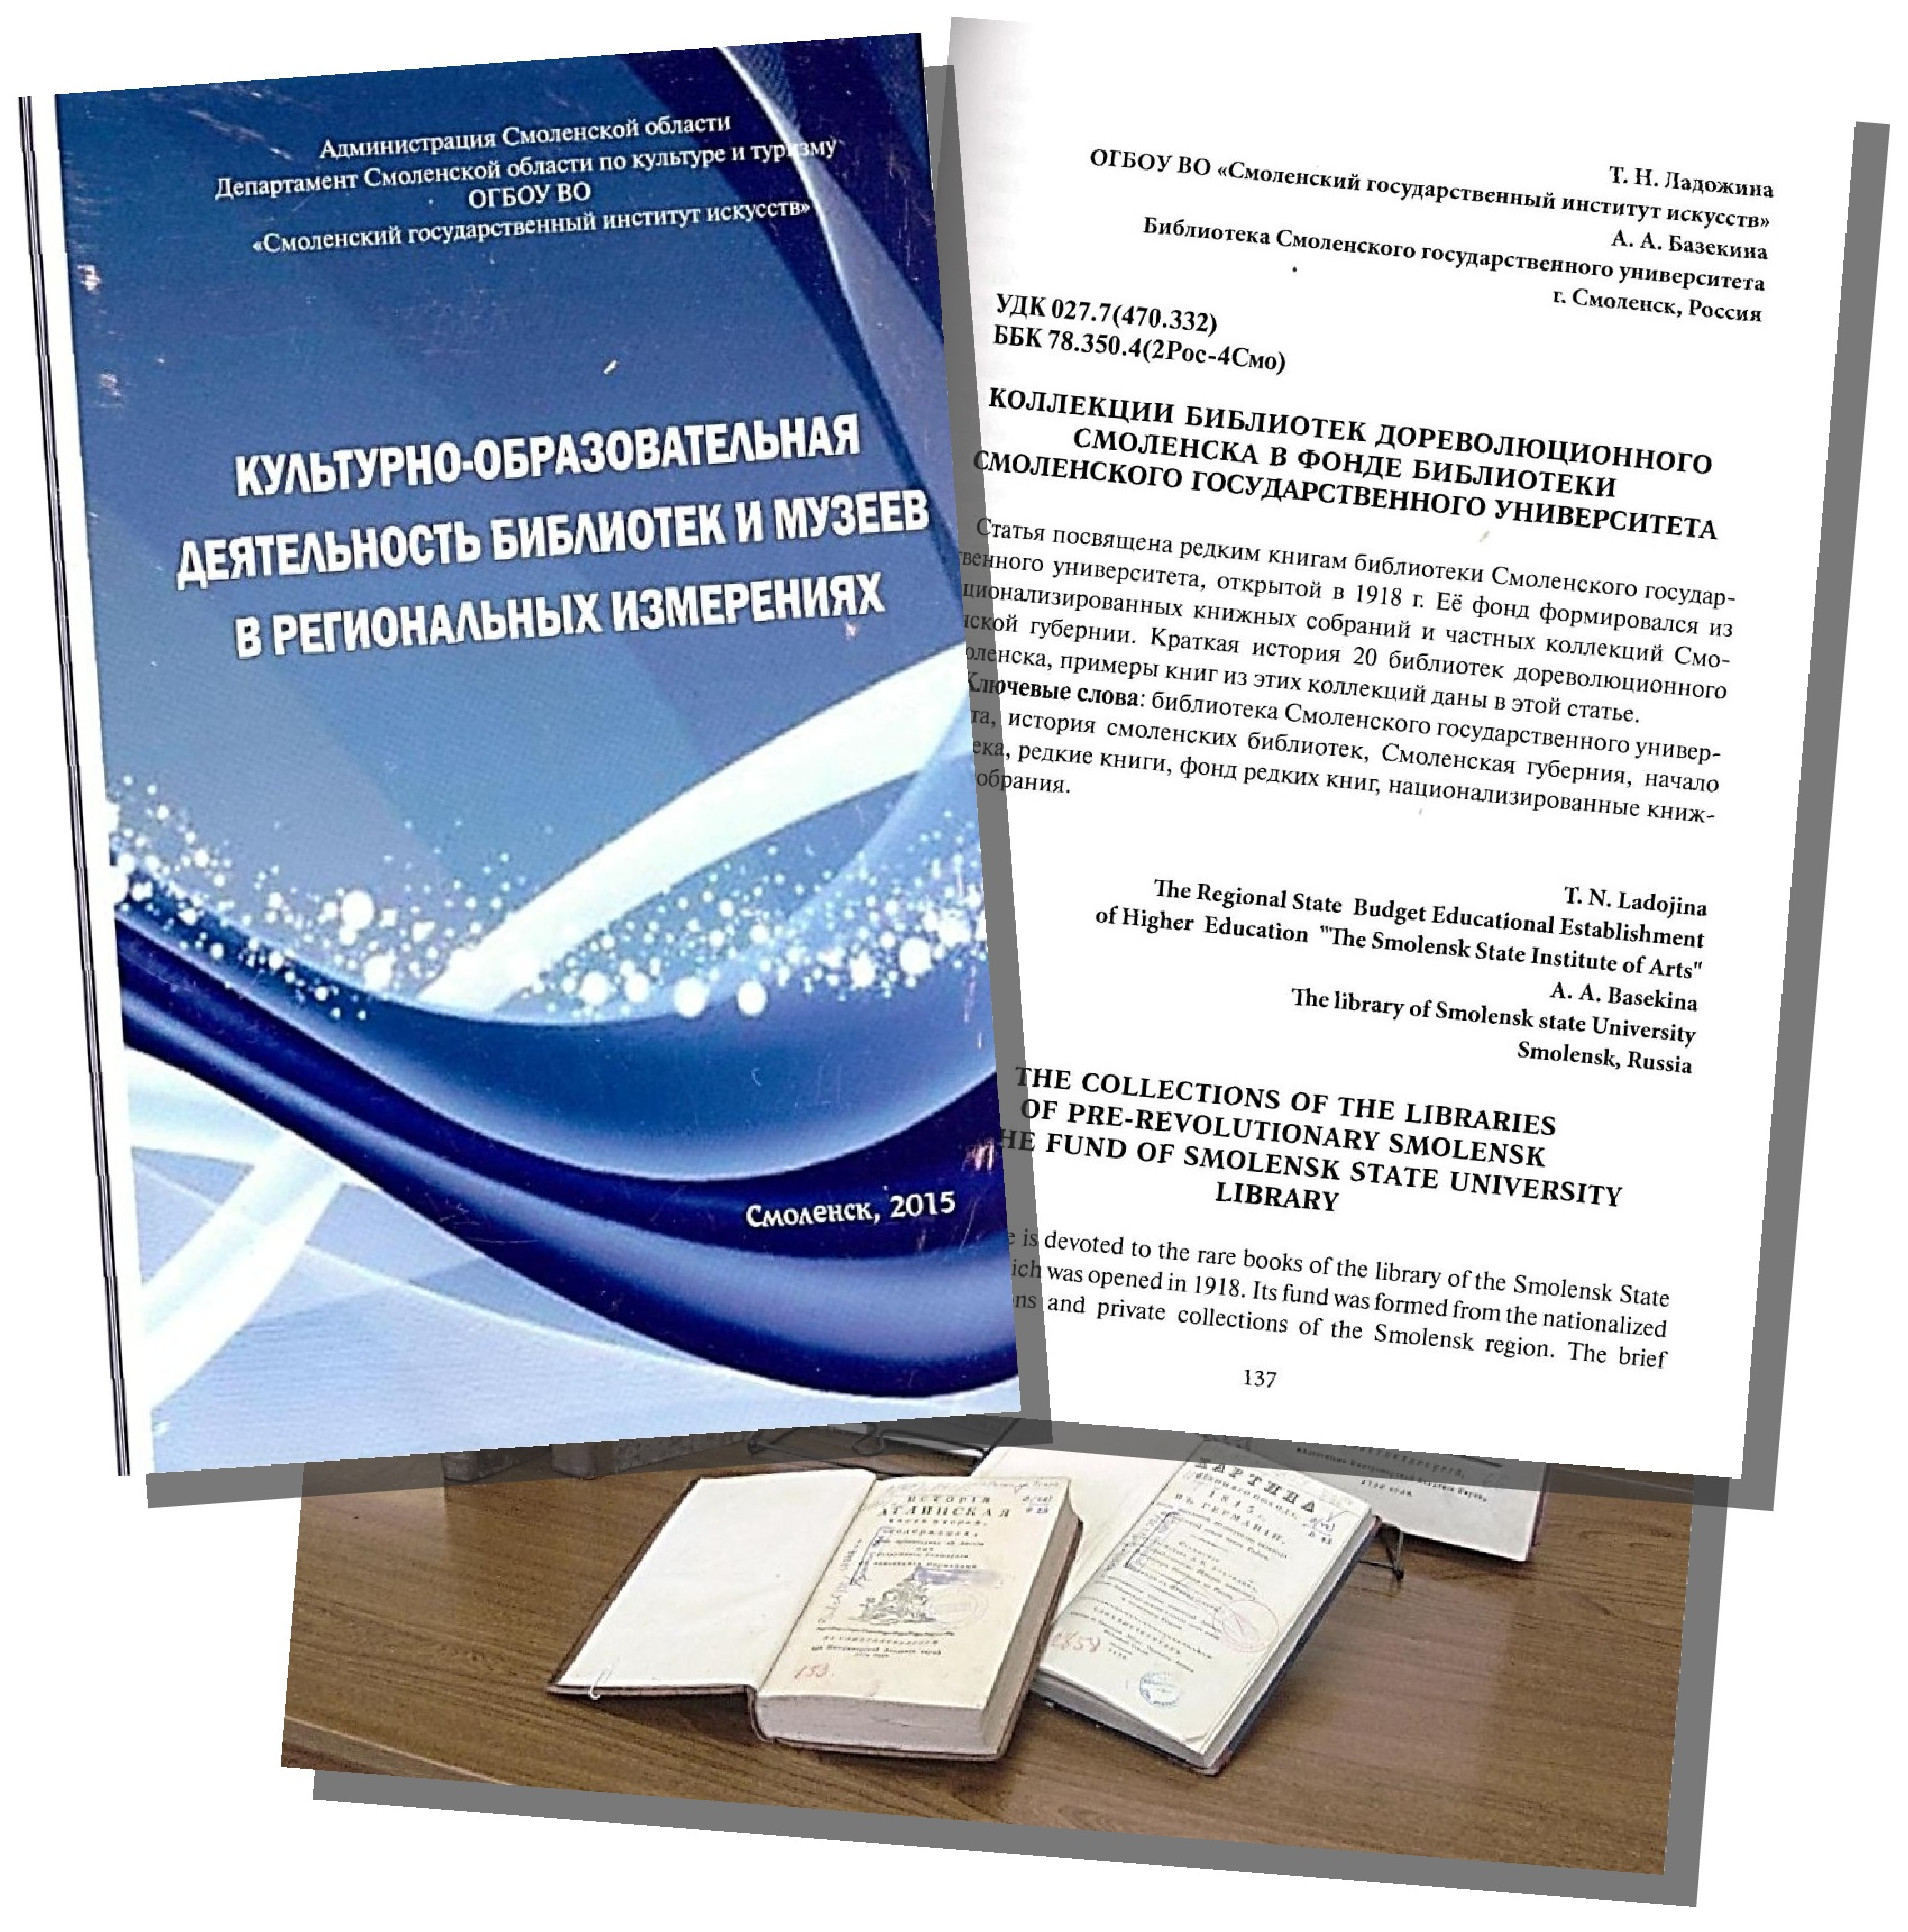 Администрация Смоленской области
Департамент Смоленской области по культуре и туризму
ОГБОУ ВО
«Смоленский государственный институт искусств»
КУЛЬТУРНО-ОБРАЗОВАТЕЛЬНАЯ
ДЕЯТЕЛЬНОСТЬ БИБЛИОТЕК И МУЗЕЕВ
В РЕГИОНАЛЬНЫХ ИЗМЕРЕНИЯХ
Смоленск, 2015
Т. Н. Ладожина
ОГБОУ ВО «Смоленский государственный институт искусств»
А. А. Базекина
Библиотека Смоленского государственного университета
г. Смоленск, Россия
УДК 027.7(470.332)
ББК 78.350.4(2Рос-4Смо)
КОЛЛЕКЦИИ БИБЛИОТЕК ДОРЕВОЛЮЦИОННОГО
СМОЛЕНСКА В ФОНДЕ БИБЛИОТЕКИ
СМОЛЕНСКОГО ГОСУДАРСТВЕННОГО УНИВЕРСИТЕТА
Статья посвящена редким книгам библиотеки Смоленского государ-
венного университета, открытой в 1918 г. Её фонд формировался из
ционализированных книжных собраний и частных коллекций Смо-
нской губернии. Краткая история 20 библиотек дореволюционного
оленска, примеры книг из этих коллекций даны в этой статье.
Ключевые слова: библиотека Смоленского государственного универ-
та, история смоленских библиотек, Смоленская губерния, начало
ека, редкие книги, фонд редких книг, национализированные книж-
обрания.
T. N. Ladojina
The Regional State Budget Educational Establishment
of Higher Education "The Smolensk State Institute of Arts"
A. A. Basekina
The library of Smolensk state University
Smolensk, Russia
THE COLLECTIONS OF THE LIBRARIES
OF PRE-REVOLUTIONARY SMOLENSK
HE FUND OF SMOLENSK STATE UNIVERSITY
LIBRARY
e is devoted to the rare books of the library of the Smolensk State
ich was opened in 1918. Its fund was formed from the nationalized
ns and private collections of the Smolensk region. The brief
137
ИСТОРІЯ
АГЛИНСКАЯ
153.
КАРТИНА
1813
ВЪ ГЕРМАНІИ,